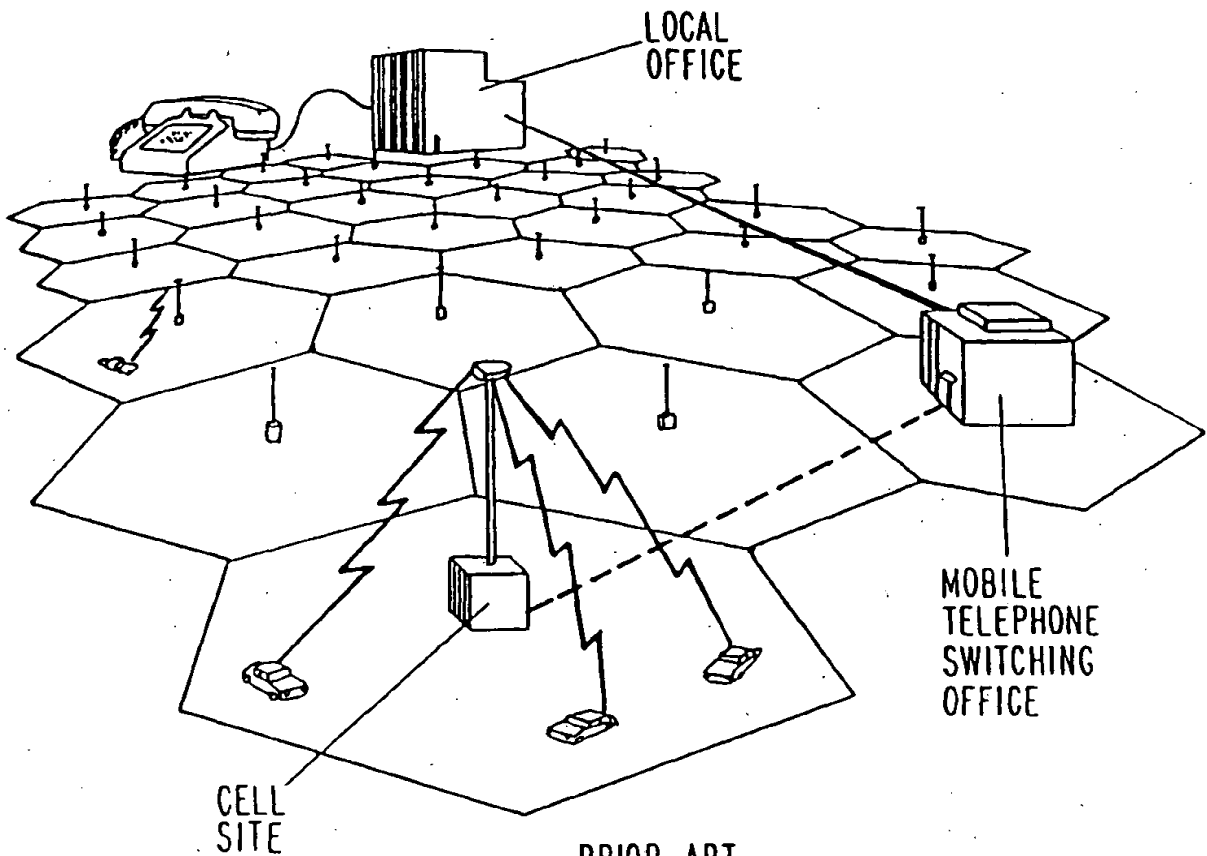 LOCAL
OFFICE
MOBILE
TELEPHONE
SWITCHING
OFFICE
CELL
SITE
PRIOR ART